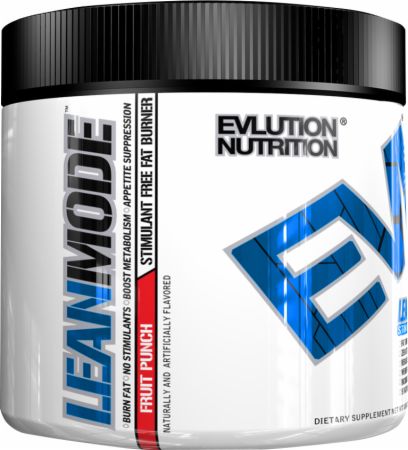 EVLUTION®
NUTRITION
LEANMODE™
◇BURN FAT◇NO STIMULANTS◇BOOST METABOLISM◇APPETITE SUPPRESSION
FRUIT PUNCH
STIMULANT FREE FAT BURNER
NATURALLY AND ARTIFICIALLY FLAVORED
DIETARY SUPPLEMENT